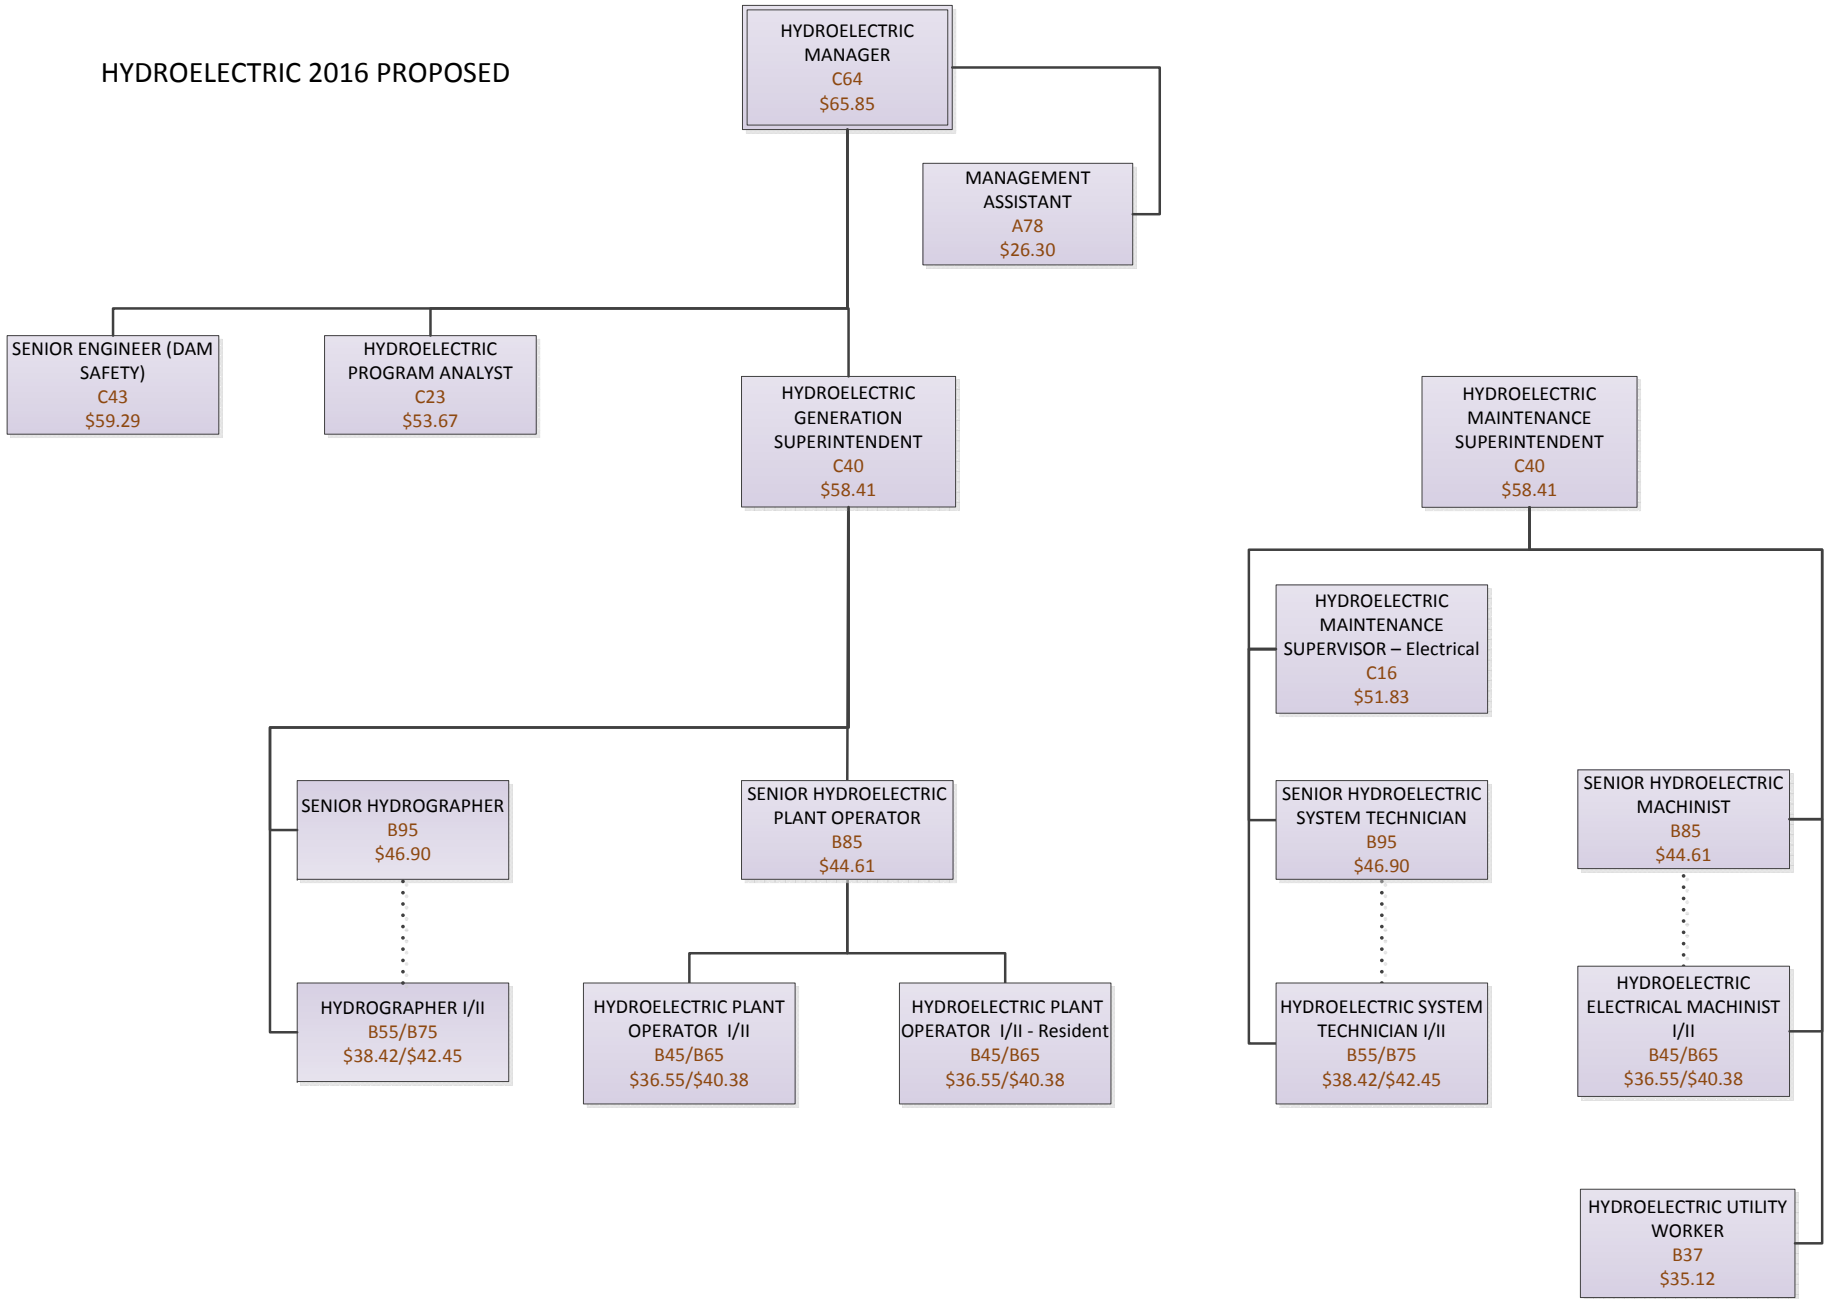 HYDROELECTRIC 2016 PROPOSED
HYDROELECTRIC
MANAGER
C64
$65.85
MANAGEMENT
ASSISTANT
A78
$26.30
SENIOR ENGINEER (DAM
SAFETY)
C43
$59.29
HYDROELECTRIC
PROGRAM ANALYST
C23
$53.67
HYDROELECTRIC
GENERATION
SUPERINTENDENT
C40
$58.41
HYDROELECTRIC
MAINTENANCE
SUPERINTENDENT
C40
$58.41
HYDROELECTRIC
MAINTENANCE
SUPERVISOR – Electrical
C16
$51.83
SENIOR HYDROGRAPHER
B95
$46.90
SENIOR HYDROELECTRIC
PLANT OPERATOR
B85
$44.61
SENIOR HYDROELECTRIC
SYSTEM TECHNICIAN
B95
$46.90
SENIOR HYDROELECTRIC
MACHINIST
B85
$44.61
HYDROGRAPHER I/II
B55/B75
$38.42/$42.45
HYDROELECTRIC PLANT
OPERATOR  I/II
B45/B65
$36.55/$40.38
HYDROELECTRIC PLANT
OPERATOR  I/II - Resident
B45/B65
$36.55/$40.38
HYDROELECTRIC SYSTEM
TECHNICIAN I/II
B55/B75
$38.42/$42.45
HYDROELECTRIC
ELECTRICAL MACHINIST
I/II
B45/B65
$36.55/$40.38
HYDROELECTRIC UTILITY
WORKER
B37
$35.12